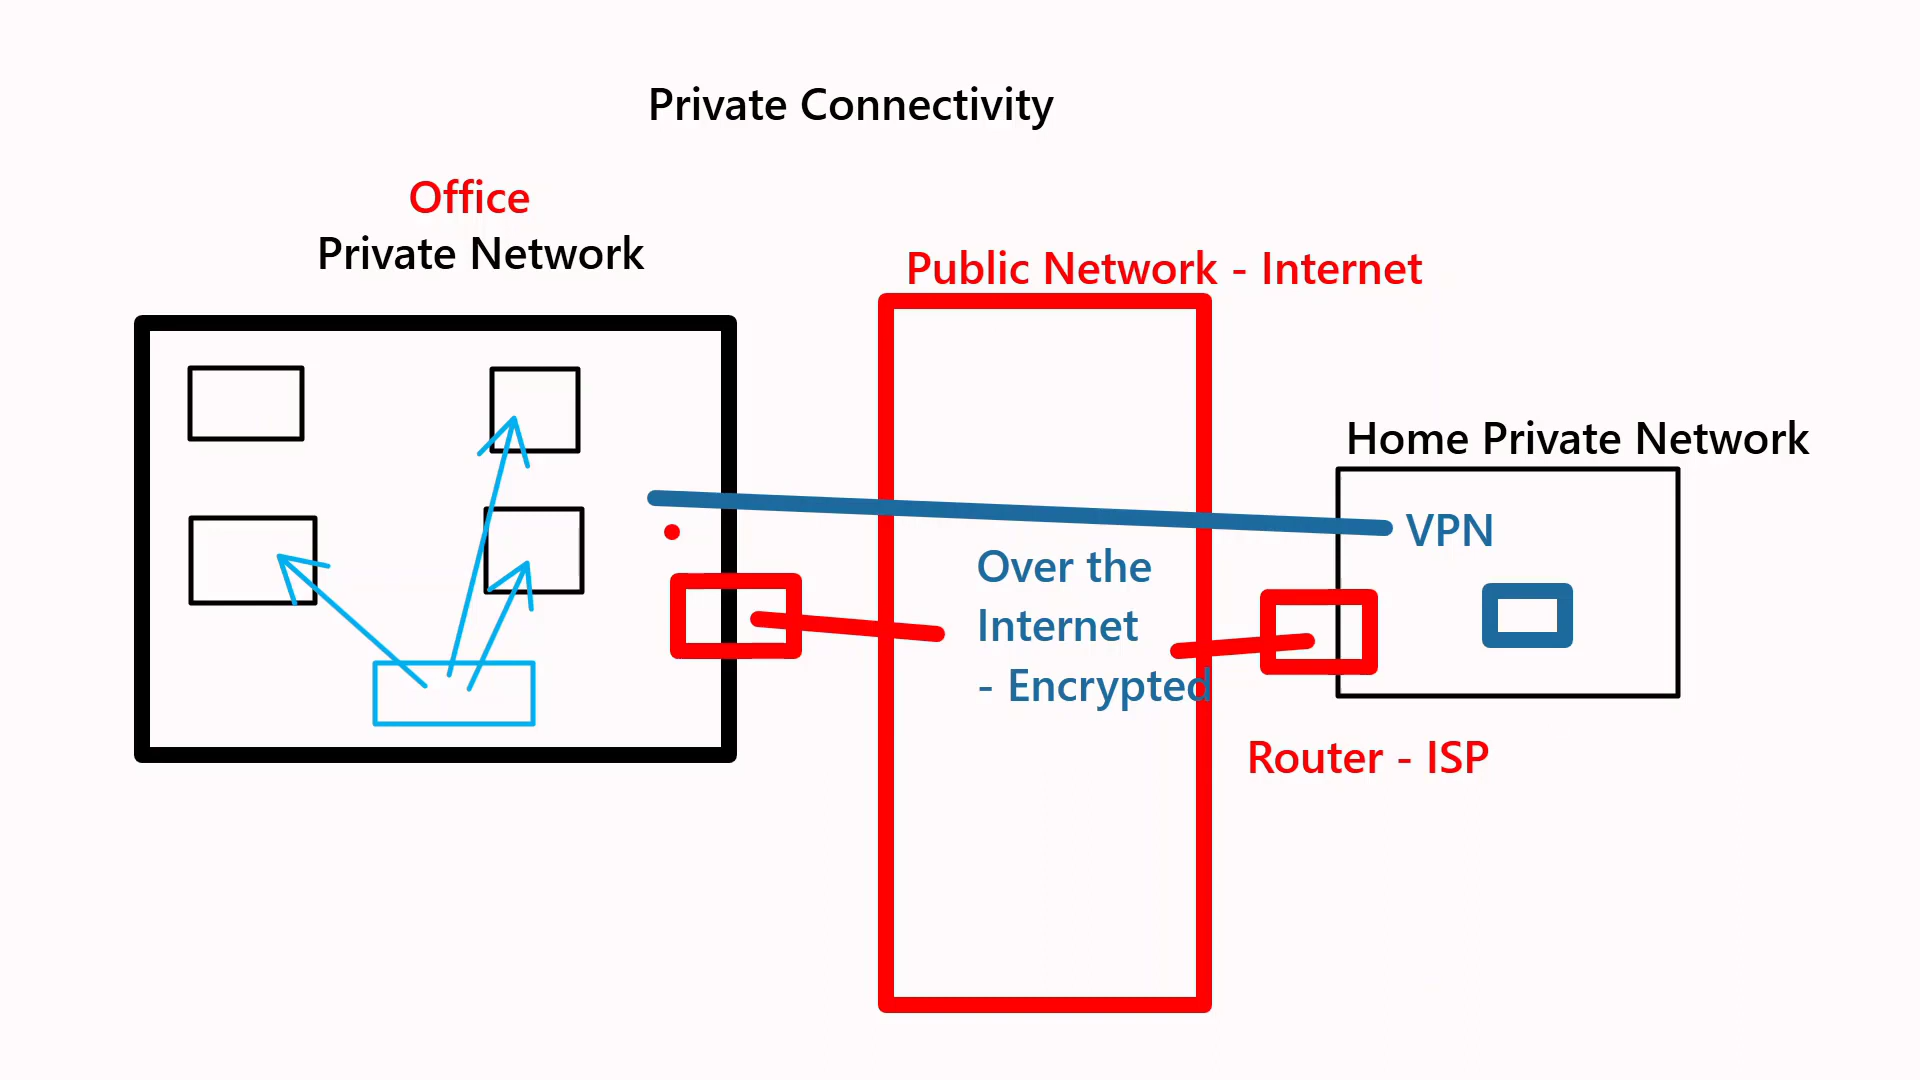 Private Connectivity
Office
Private Network
Public Network - Internet
Home Private Network
VPN
Over the
Internet
- Encrypted
Router - ISP